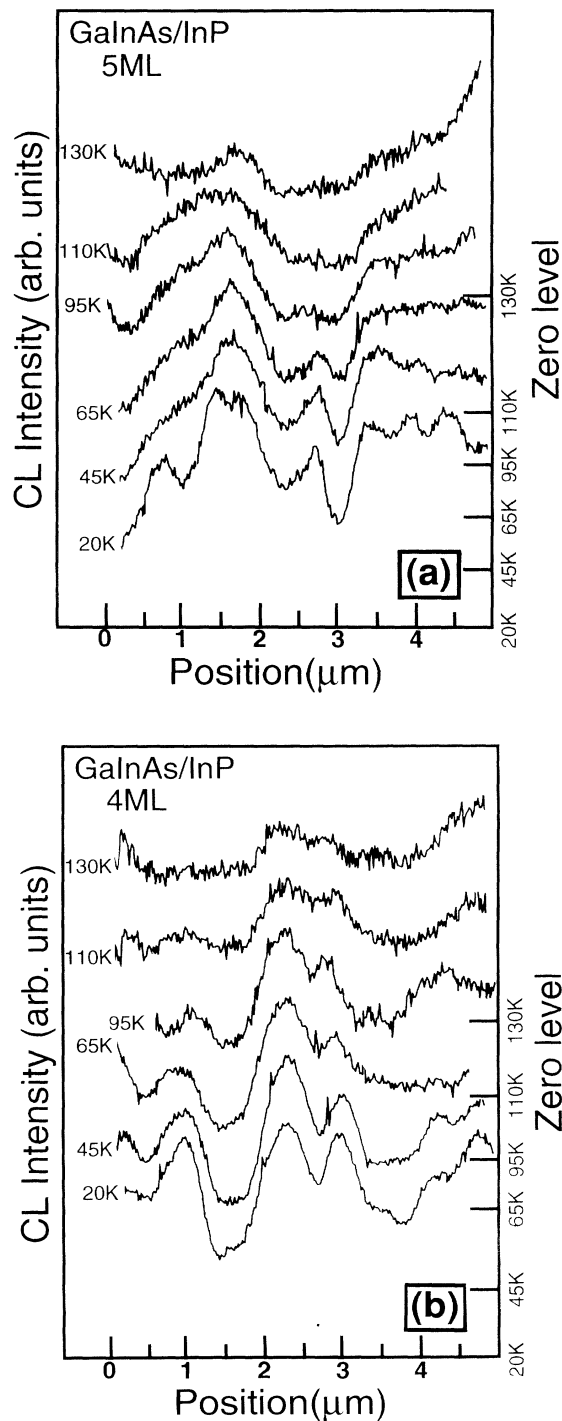 GaInAs/InP
5ML
CL Intensity (arb. units)
130K
110K
95K
65K
45K
20K
(a)
0 1 2 3 4
Position(μm)
130K
110K
95K
65K
45K
20K
Zero level
GaInAs/InP
4ML
CL Intensity (arb. units)
130K
110K
95K
65K
45K
20K
(b)
0 1 2 3 4
Position(μm)
130K
110K
95K
65K
45K
20K
Zero level